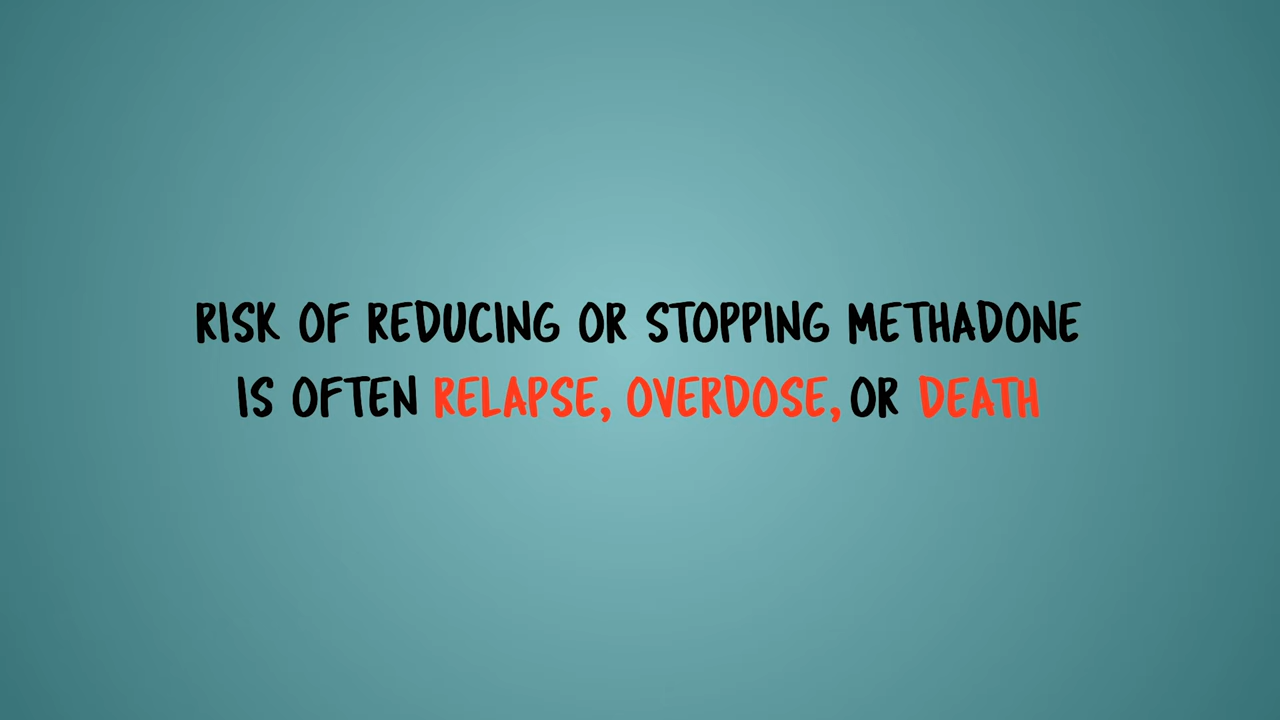 RISK OF REDUCING OR STOPPING METHADONE
IS OFTEN RELAPSE, OVERDOSE, OR DEATH